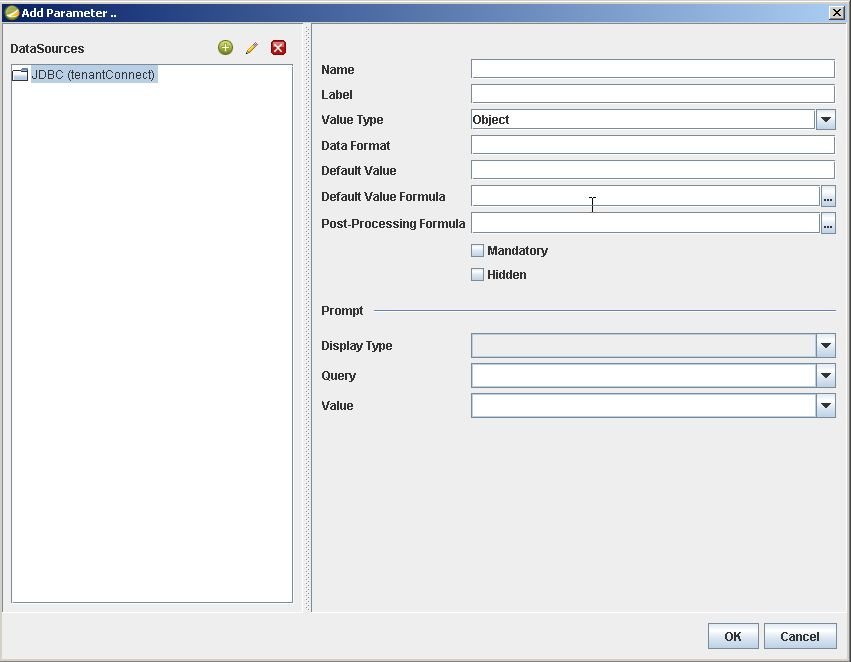 Add Parameter ..
DataSources
JDBC (tenantConnect)
Name
Label
Value Type Object
Data Format
Default Value
Default Value Formula ...
Post-Processing Formula ...
Mandatory
Hidden
Prompt
Display Type
Query
Value
OK Cancel